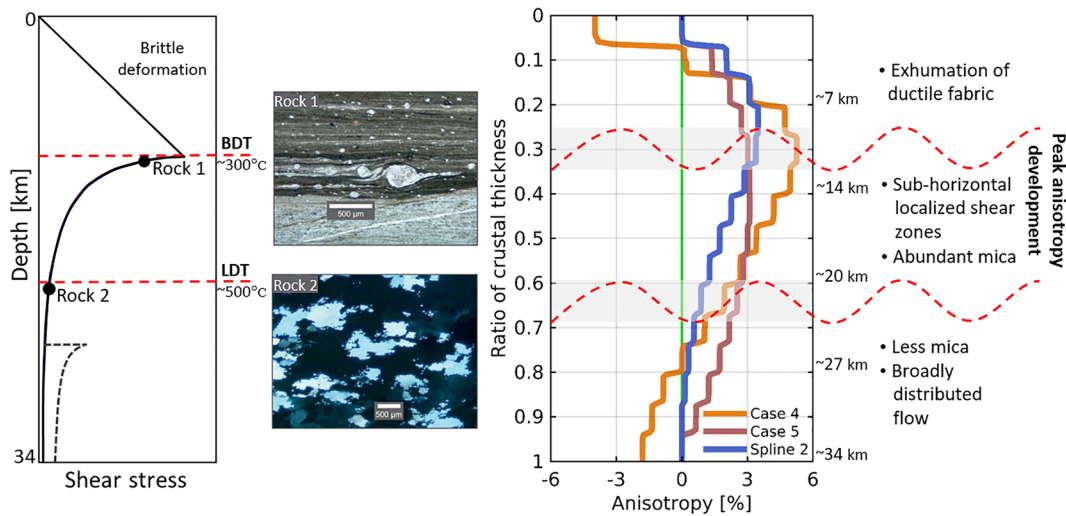 0
Brittle
deformation
BDT
~300°C
Rock 1
LDT
~500°C
Rock 2
34
Depth [km]
Shear stress
Rock 1
500 µm
Rock 2
500 µm
Ratio of crustal thickness
0
0.1
0.2
0.3
0.4
0.5
0.6
0.7
0.8
0.9
1
-6
-3
0
3
6
Anisotropy [%]
Case 4
Case 5
Spline 2
~7 km
~14 km
~20 km
~27 km
~34 km
• Exhumation of
ductile fabric
• Sub-horizontal
localized shear
zones
• Abundant mica
• Less mica
• Broadly
distributed
flow
Peak anisotropy
development